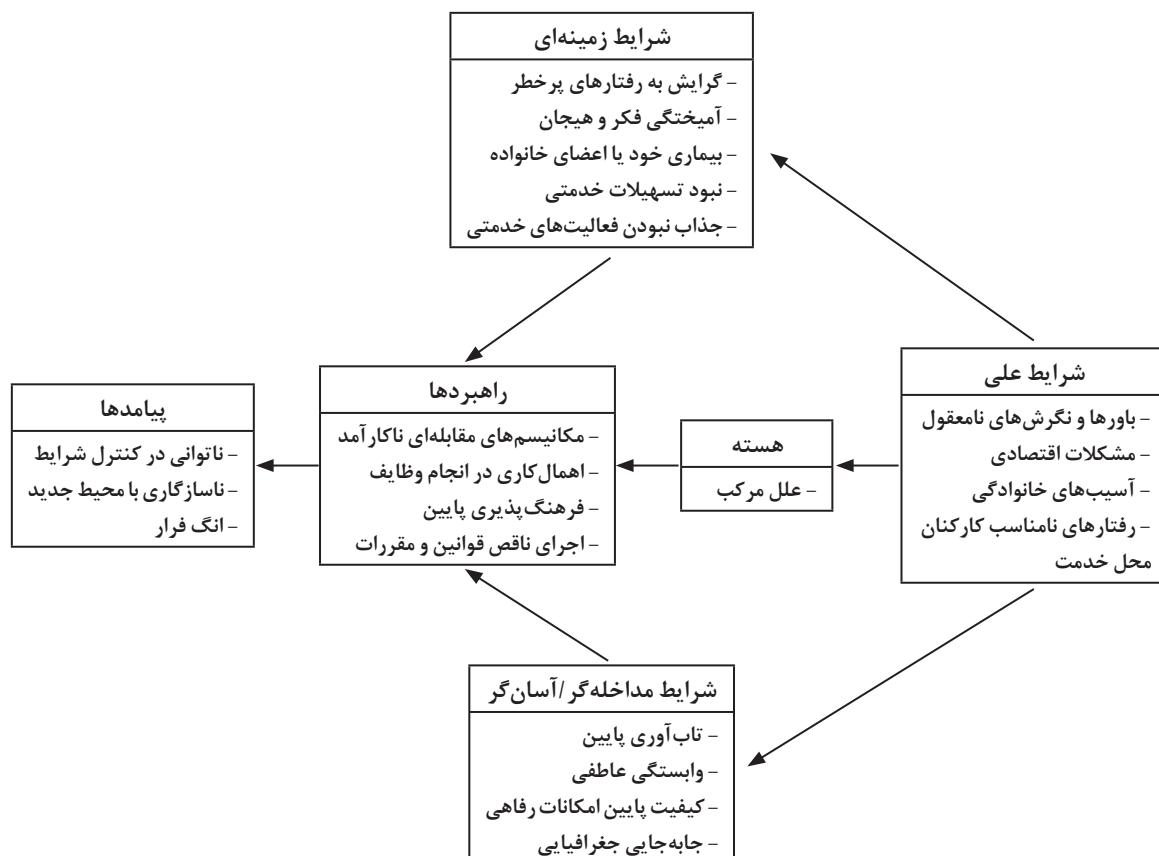 شرایط زمینه‌ای
- گرایش به رفتارهای پرخطر
- آمیختگی فکر و هیجان
- بیماری خود یا اعضای خانواده
- نبود تسهیلات خدمتی
- جذاب نبودن فعالیت‌های خدمتی
شرایط علی
- باورها و نگرش‌های نامعقول
- مشکلات اقتصادی
- آسیب‌های خانوادگی
- رفتارهای نامناسب کارکنان
محل خدمت
هسته
- علل مرکب
راهبردها
- مکانیسم‌های مقابله‌ای ناکارآمد
- اهمال‌کاری در انجام وظایف
- فرهنگ‌پذیری پایین
- اجرای ناقص قوانین و مقررات
پیامدها
- ناتوانی در کنترل شرایط
- ناسازگاری با محیط جدید
- انگ فرار
شرایط مداخله‌گر/آسان‌گر
- تاب‌آوری پایین
- وابستگی عاطفی
- کیفیت پایین امکانات رفاهی
- جابه‌جایی جغرافیایی